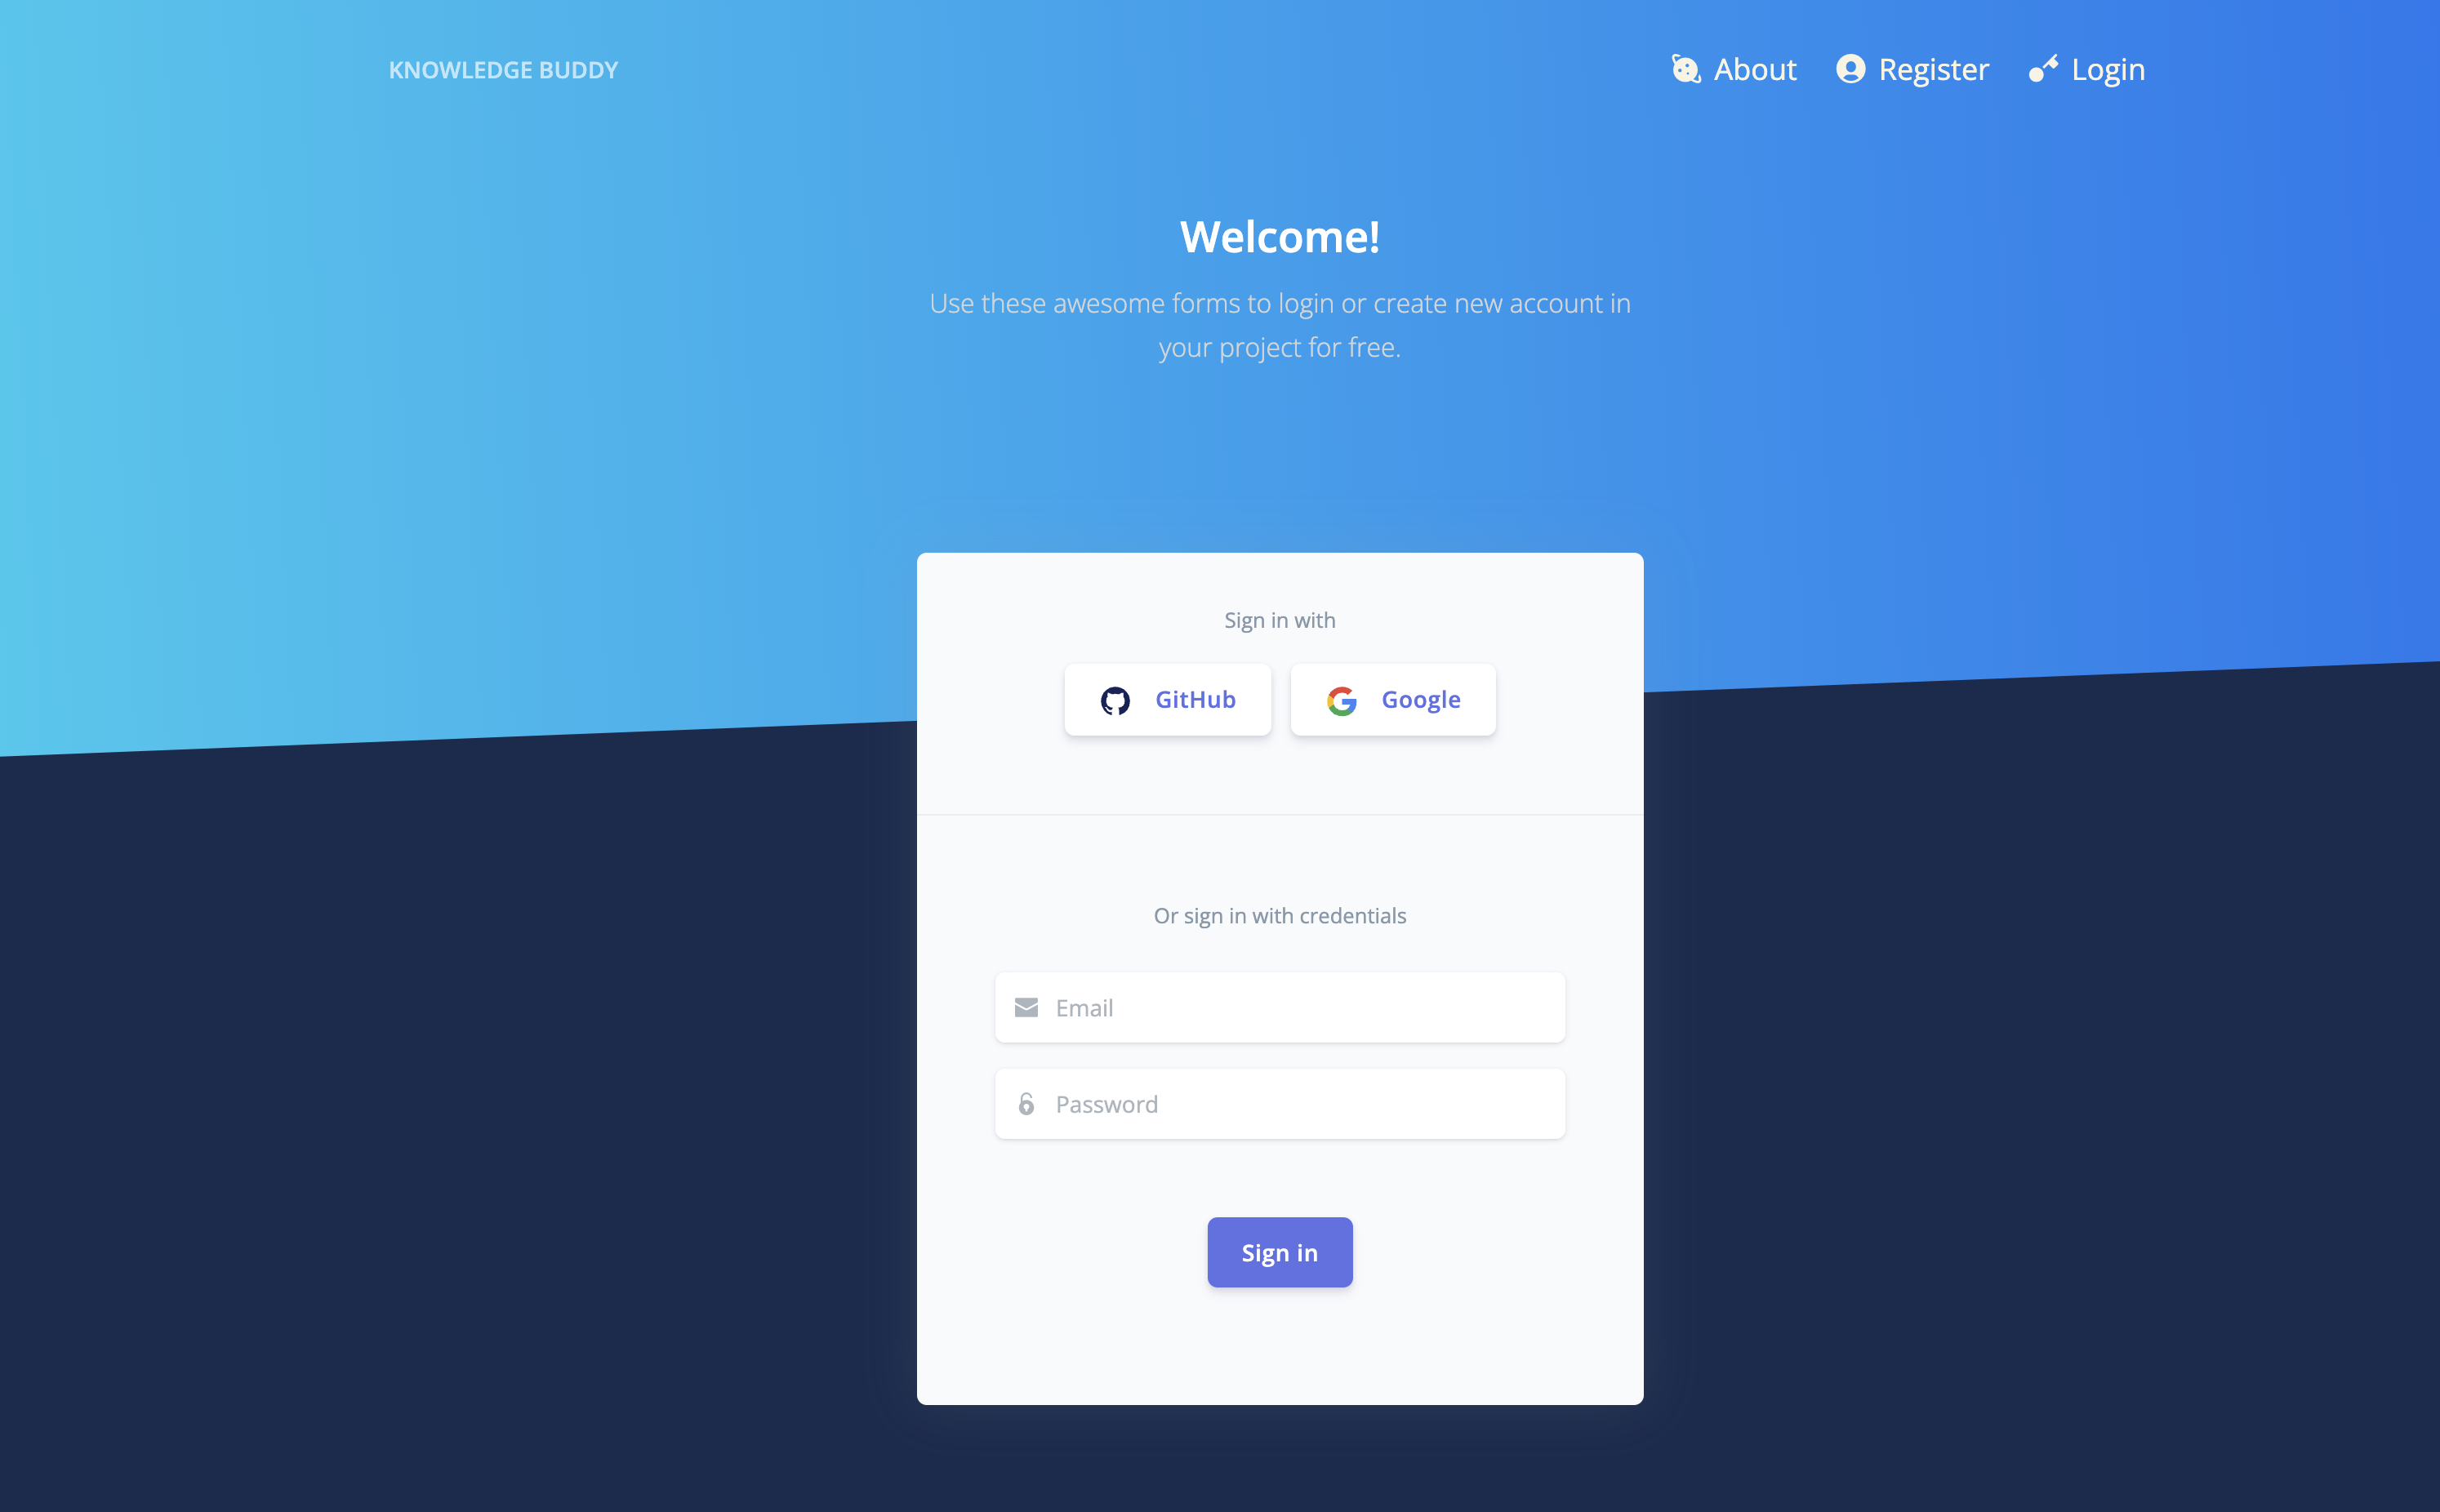 KNOWLEDGE BUDDY
About
Register
Login
Welcome!
Use these awesome forms to login or create new account in
your project for free.
Sign in with
GitHub
Google
Or sign in with credentials
Email
Password
Sign in